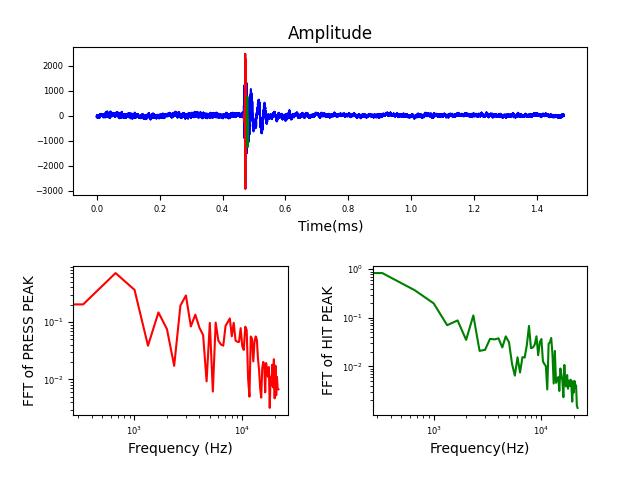 Amplitude
2000
1000
0
−1000
−2000
−3000
0.0 0.2 0.4 0.6 0.8 1.0 1.2 1.4
Time(ms)
FFT of PRESS PEAK
10⁻¹
10⁻²
10³ 10⁴
Frequency (Hz)
FFT of HIT PEAK
10⁰
10⁻¹
10⁻²
10³ 10⁴
Frequency(Hz)